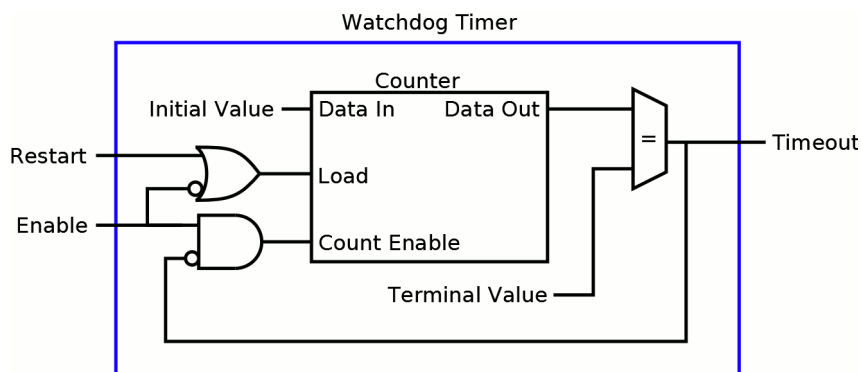 Watchdog Timer
Counter
Initial Value
Data In
Data Out
Restart
=
Timeout
Load
Enable
Count Enable
Terminal Value